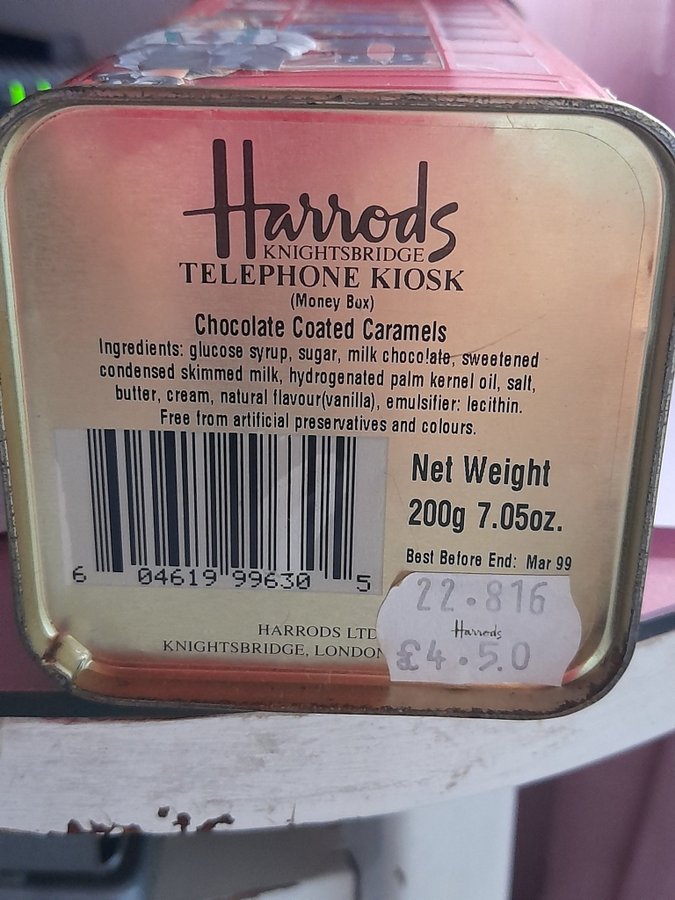 Harrods
KNIGHTSBRIDGE
TELEPHONE KIOSK
(Money Box)
Chocolate Coated Caramels
Ingredients: glucose syrup, sugar, milk chocolate, sweetened
condensed skimmed milk, hydrogenated palm kernel oil, salt,
butter, cream, natural flavour(vanilla), emulsifier: lecithin.
Free from artificial preservatives and colours.
Net Weight
200g 7.05oz.
Best Before End: Mar 99
6 04619 99630 5
22.816
Harrods
£4.50
HARRODS LTD
KNIGHTSBRIDGE, LONDON